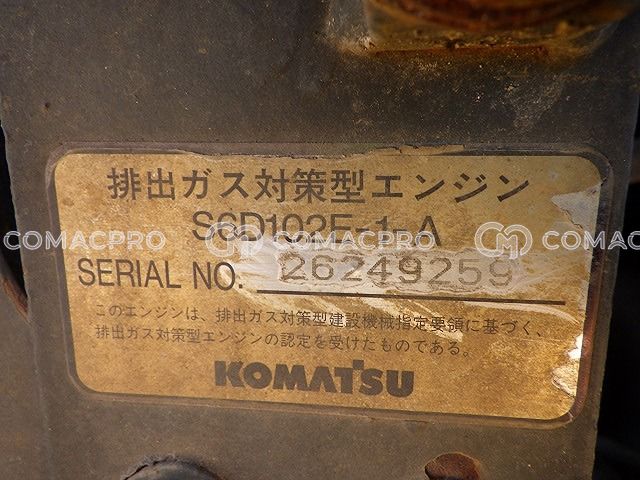 排出ガス対策型エンジン
S6D102E-1-A
COMACPRO COMACPRO COMACPRO
SERIAL NO. 26249259
このエンジンは、排出ガス対策型建設機械指定要領に基づく、
排出ガス対策型エンジンの認定を受けたものである。
KOMATSU